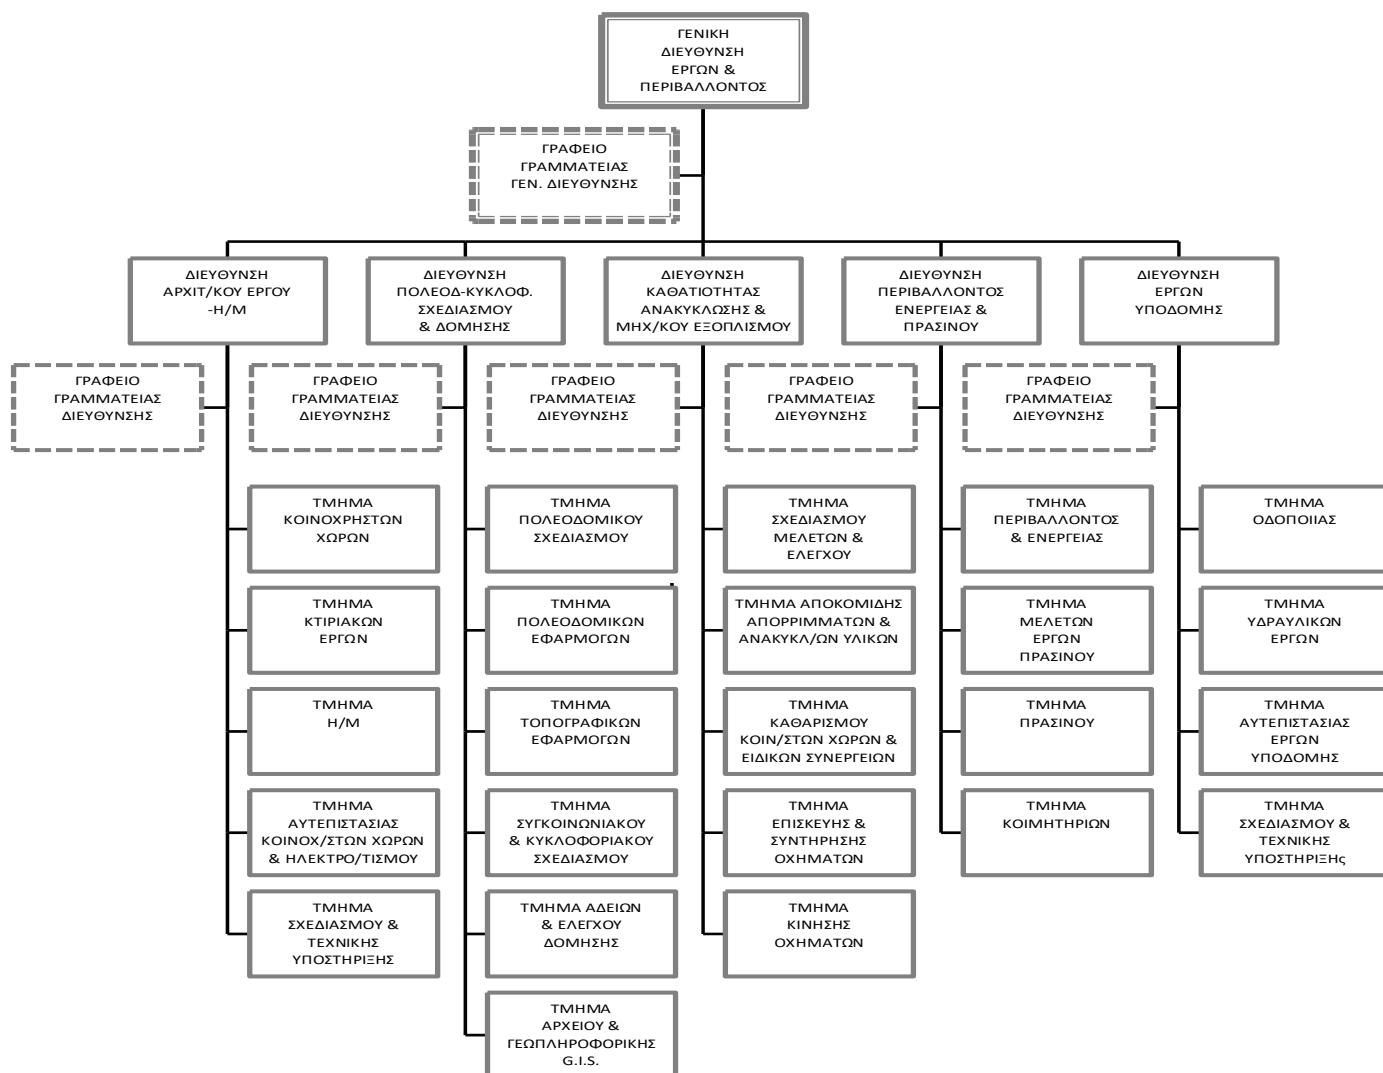 ΓΕΝΙΚΗ
ΔΙΕΥΘΥΝΣΗ
ΕΡΓΩΝ &
ΠΕΡΙΒΑΛΛΟΝΤΟΣ
ΓΡΑΦΕΙΟ
ΓΡΑΜΜΑΤΕΙΑΣ
ΓΕΝ. ΔΙΕΥΘΥΝΣΗΣ
ΔΙΕΥΘΥΝΣΗ
ΑΡΧΙΤ/ΚΟΥ ΕΡΓΟΥ
-Η/Μ
ΔΙΕΥΘΥΝΣΗ
ΠΟΛΕΟΔ-ΚΥΚΛΟΦ.
ΣΧΕΔΙΑΣΜΟΥ
& ΔΟΜΗΣΗΣ
ΔΙΕΥΘΥΝΣΗ
ΚΑΘΑΤΙΟΤΗΤΑΣ
ΑΝΑΚΥΚΛΩΣΗΣ &
ΜΗΧ/ΚΟΥ ΕΞΟΠΛΙΣΜΟΥ
ΔΙΕΥΘΥΝΣΗ
ΠΕΡΙΒΑΛΛΟΝΤΟΣ
ΕΝΕΡΓΕΙΑΣ &
ΠΡΑΣΙΝΟΥ
ΔΙΕΥΘΥΝΣΗ
ΕΡΓΩΝ
ΥΠΟΔΟΜΗΣ
ΓΡΑΦΕΙΟ
ΓΡΑΜΜΑΤΕΙΑΣ
ΔΙΕΥΘΥΝΣΗΣ
ΓΡΑΦΕΙΟ
ΓΡΑΜΜΑΤΕΙΑΣ
ΔΙΕΥΘΥΝΣΗΣ
ΓΡΑΦΕΙΟ
ΓΡΑΜΜΑΤΕΙΑΣ
ΔΙΕΥΘΥΝΣΗΣ
ΓΡΑΦΕΙΟ
ΓΡΑΜΜΑΤΕΙΑΣ
ΔΙΕΥΘΥΝΣΗΣ
ΓΡΑΦΕΙΟ
ΓΡΑΜΜΑΤΕΙΑΣ
ΔΙΕΥΘΥΝΣΗΣ
ΤΜΗΜΑ
ΚΟΙΝΟΧΡΗΣΤΩΝ
ΧΩΡΩΝ
ΤΜΗΜΑ
ΠΟΛΕΟΔΟΜΙΚΟΥ
ΣΧΕΔΙΑΣΜΟΥ
ΤΜΗΜΑ
ΣΧΕΔΙΑΣΜΟΥ
ΜΕΛΕΤΩΝ &
ΕΛΕΓΧΟΥ
ΤΜΗΜΑ
ΠΕΡΙΒΑΛΛΟΝΤΟΣ
& ΕΝΕΡΓΕΙΑΣ
ΤΜΗΜΑ
ΟΔΟΠΟΙΙΑΣ
ΤΜΗΜΑ
ΚΤΙΡΙΑΚΩΝ
ΕΡΓΩΝ
ΤΜΗΜΑ
ΠΟΛΕΟΔΟΜΙΚΩΝ
ΕΦΑΡΜΟΓΩΝ
ΤΜΗΜΑ ΑΠΟΚΟΜΙΔΗΣ
ΑΠΟΡΡΙΜΜΑΤΩΝ &
ΑΝΑΚΥΚΛ/ΩΝ ΥΛΙΚΩΝ
ΤΜΗΜΑ
ΜΕΛΕΤΩΝ
ΕΡΓΩΝ
ΠΡΑΣΙΝΟΥ
ΤΜΗΜΑ
ΥΔΡΑΥΛΙΚΩΝ
ΕΡΓΩΝ
ΤΜΗΜΑ
Η/Μ
ΤΜΗΜΑ
ΤΟΠΟΓΡΑΦΙΚΩΝ
ΕΦΑΡΜΟΓΩΝ
ΤΜΗΜΑ
ΚΑΘΑΡΙΣΜΟΥ
ΚΟΙΝ/ΣΤΩΝ ΧΩΡΩΝ &
ΕΙΔΙΚΩΝ ΣΥΝΕΡΓΕΙΩΝ
ΤΜΗΜΑ
ΠΡΑΣΙΝΟΥ
ΤΜΗΜΑ
ΑΥΤΕΠΙΣΤΑΣΙΑΣ
ΕΡΓΩΝ
ΥΠΟΔΟΜΗΣ
ΤΜΗΜΑ
ΑΥΤΕΠΙΣΤΑΣΙΑΣ
ΚΟΙΝΟΧ/ΣΤΩΝ ΧΩΡΩΝ
& ΗΛΕΚΤΡΟ/ΤΙΣΜΟΥ
ΤΜΗΜΑ
ΣΥΓΚΟΙΝΩΝΙΑΚΟΥ
& ΚΥΚΛΟΦΟΡΙΑΚΟΥ
ΣΧΕΔΙΑΣΜΟΥ
ΤΜΗΜΑ
ΕΠΙΣΚΕΥΗΣ &
ΣΥΝΤΗΡΗΣΗΣ
ΟΧΗΜΑΤΩΝ
ΤΜΗΜΑ
ΚΟΙΜΗΤΗΡΙΩΝ
ΤΜΗΜΑ
ΣΧΕΔΙΑΣΜΟΥ &
ΤΕΧΝΙΚΗΣ
ΥΠΟΣΤΗΡΙΞΗς
ΤΜΗΜΑ
ΣΧΕΔΙΑΣΜΟΥ &
ΤΕΧΝΙΚΗΣ
ΥΠΟΣΤΗΡΙΞΗΣ
ΤΜΗΜΑ ΑΔΕΙΩΝ
& ΕΛΕΓΧΟΥ
ΔΟΜΗΣΗΣ
ΤΜΗΜΑ
ΚΙΝΗΣΗΣ
ΟΧΗΜΑΤΩΝ
ΤΜΗΜΑ
ΑΡΧΕΙΟΥ &
ΓΕΩΠΛΗΡΟΦΟΡΙΚΗΣ
G.I.S.